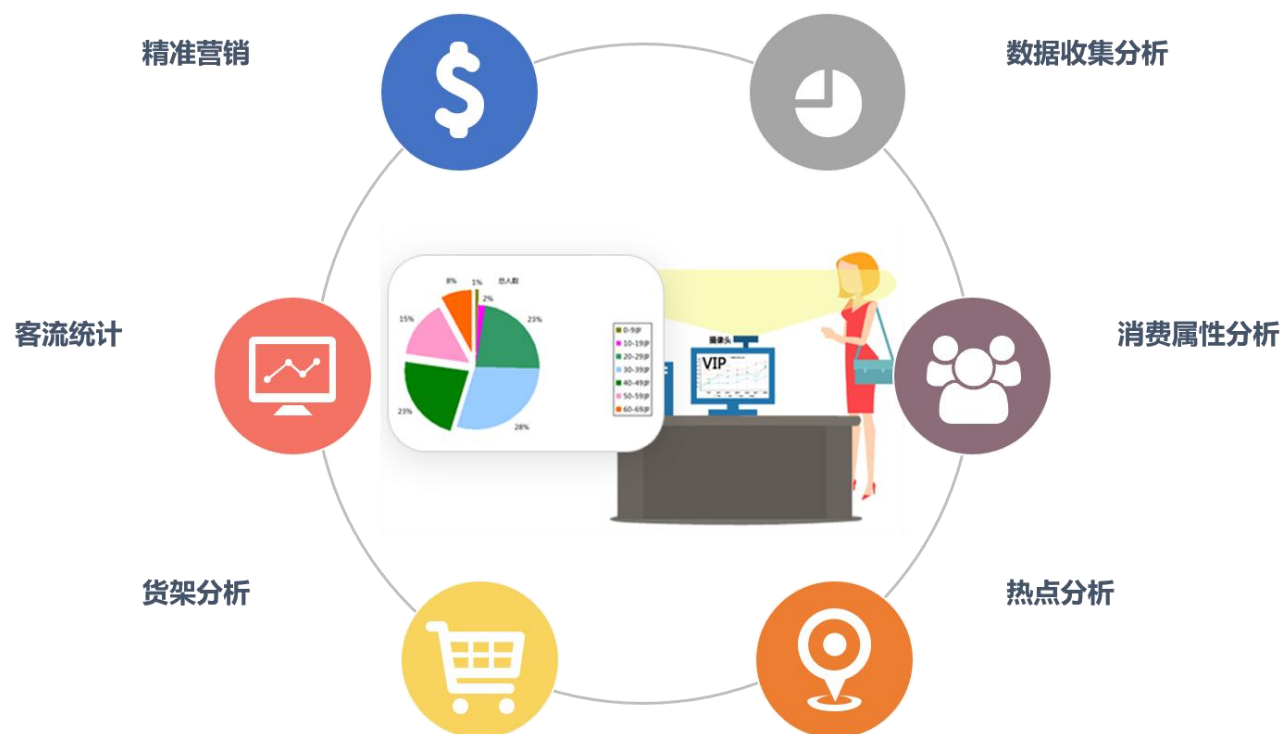 精准营销
数据收集分析
8%
1%
总人数
2%
23%
15%
0-9岁
10-19岁
20-29岁
30-39岁
40-49岁
50-59岁
60-69岁
23%
28%
摄像头
VIP
客流统计
消费属性分析
货架分析
热点分析